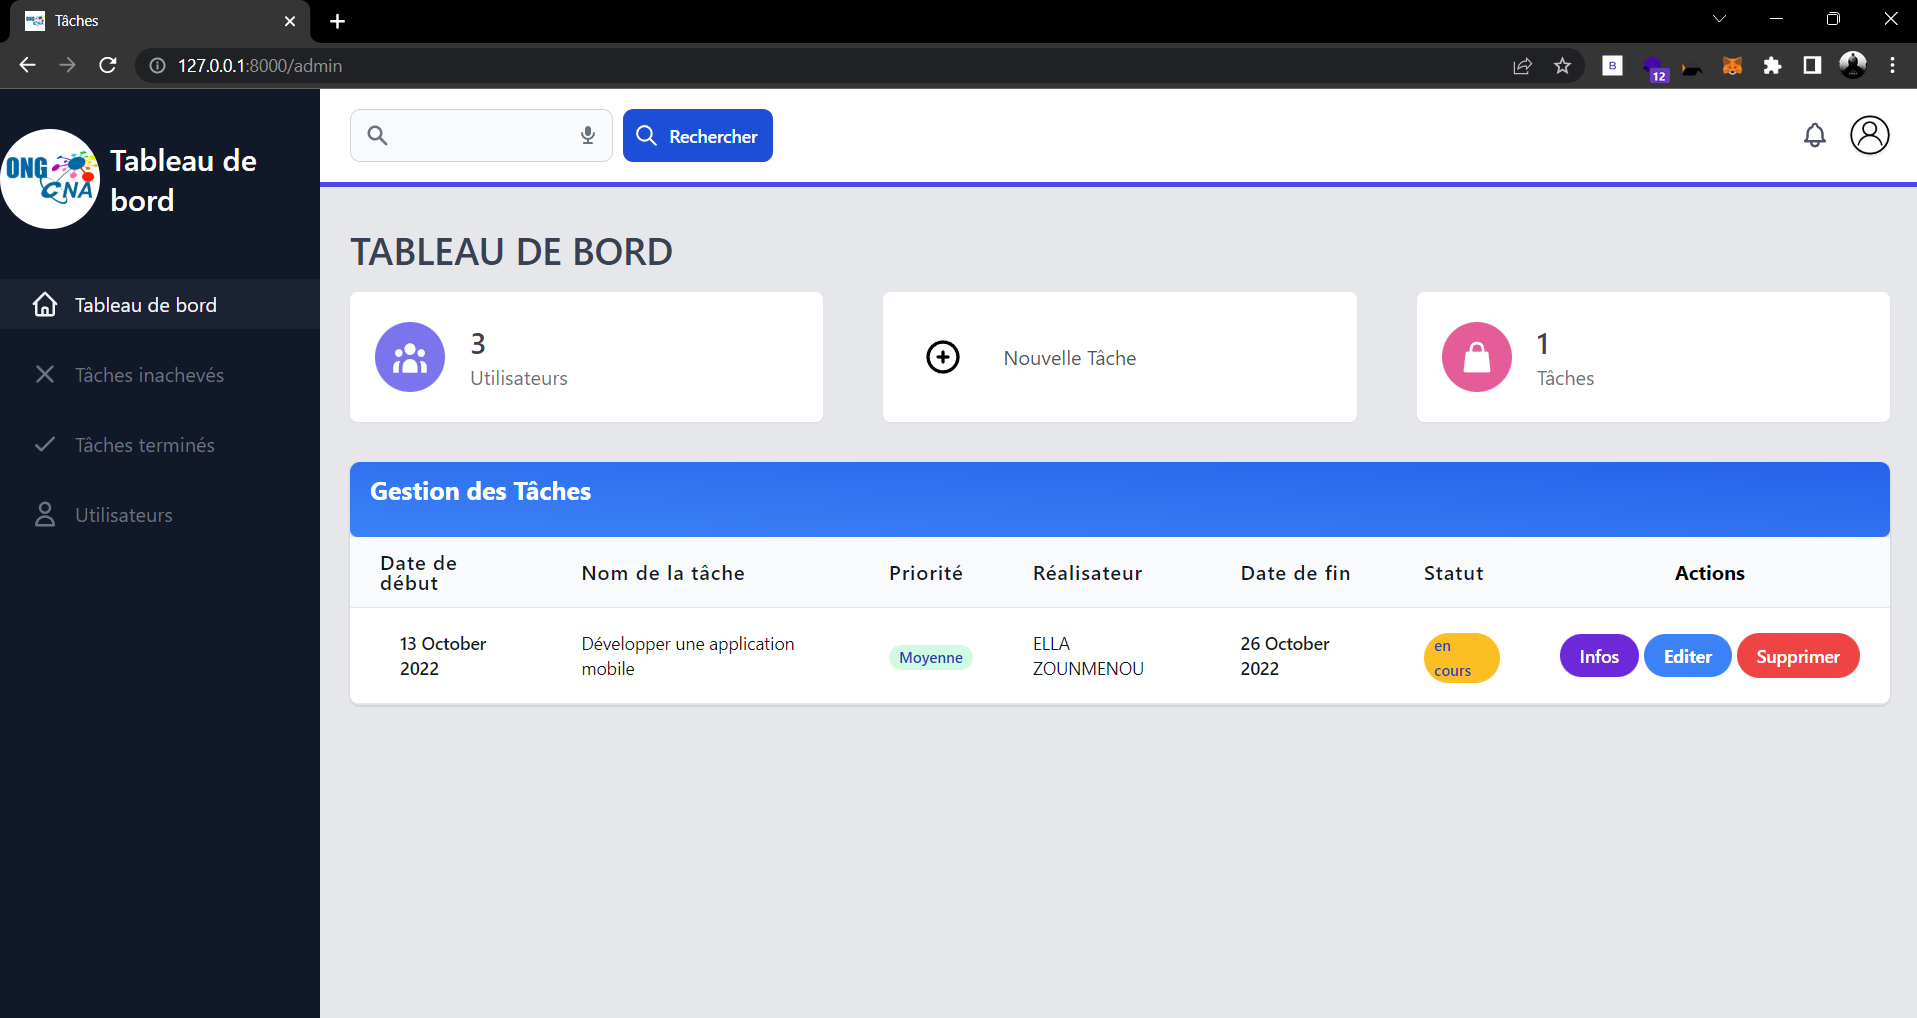 Tâches
127.0.0.1:8000/admin
B
12
ONG
CNA
Tableau de
bord
Rechercher
Tableau de bord
Tâches inachevés
Tâches terminés
Utilisateurs
TABLEAU DE BORD
3
Utilisateurs
Nouvelle Tâche
1
Tâches
Gestion des Tâches
Date de
début
Nom de la tâche
Priorité
Réalisateur
Date de fin
Statut
Actions
13 October
2022
Développer une application
mobile
Moyenne
ELLA
ZOUNMENOU
26 October
2022
en
cours
Infos
Editer
Supprimer